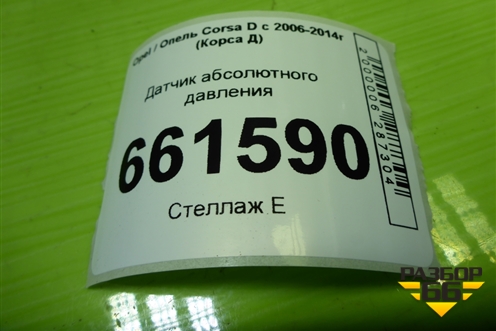 Opel / Опель Corsa D с 2006-2014г
(Корса Д)
Датчик абсолютного
давления
661590
Стеллаж E
2000006287304
РАЗБОР
66